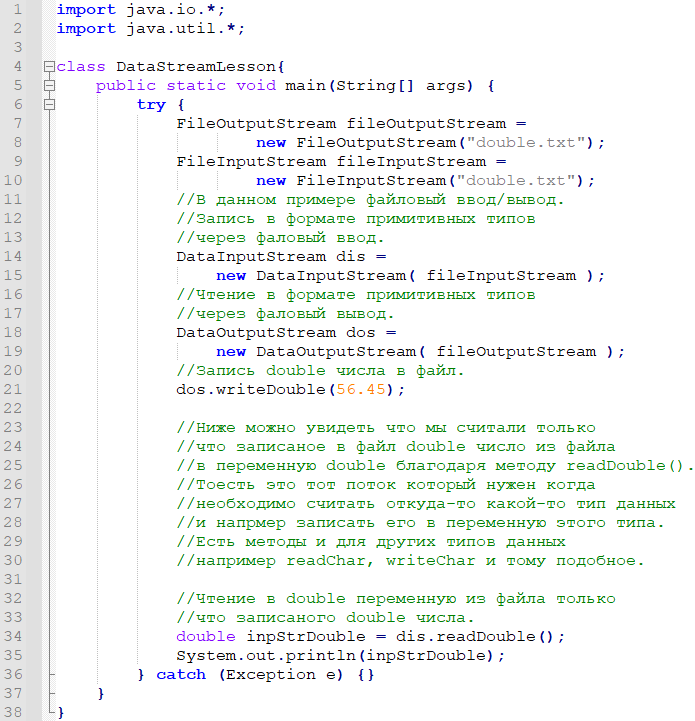 1 import java.io.*;
2 import java.util.*;
3
4 class DataStreamLesson{
5 public static void main(String[] args) {
6 try {
7 FileOutputStream fileOutputStream =
8 new FileOutputStream("double.txt");
9 FileInputStream fileInputStream =
10 new FileInputStream("double.txt");
11 //В данном примере файловый ввод/вывод.
12 //Запись в формате примитивных типов
13 //через фаловый ввод.
14 DataInputStream dis =
15 new DataInputStream( fileInputStream );
16 //Чтение в формате примитивных типов
17 //через фаловый вывод.
18 DataOutputStream dos =
19 new DataOutputStream( fileOutputStream );
20 //Запись double числа в файл.
21 dos.writeDouble(56.45);
22
23 //Ниже можно увидеть что мы считали только
24 //что записаное в файл double число из файла
25 //в переменную double благодаря методу readDouble().
26 //Тоесть это тот поток который нужен когда
27 //необходимо считать откуда-то какой-то тип данных
28 //и напрмер записать его в переменную этого типа.
29 //Есть методы и для других типов данных
30 //например readChar, writeChar и тому подобное.
31
32 //Чтение в double переменную из файла только
33 //что записаного double числа.
34 double inpStrDouble = dis.readDouble();
35 System.out.println(inpStrDouble);
36 } catch (Exception e) {}
37 }
38 }